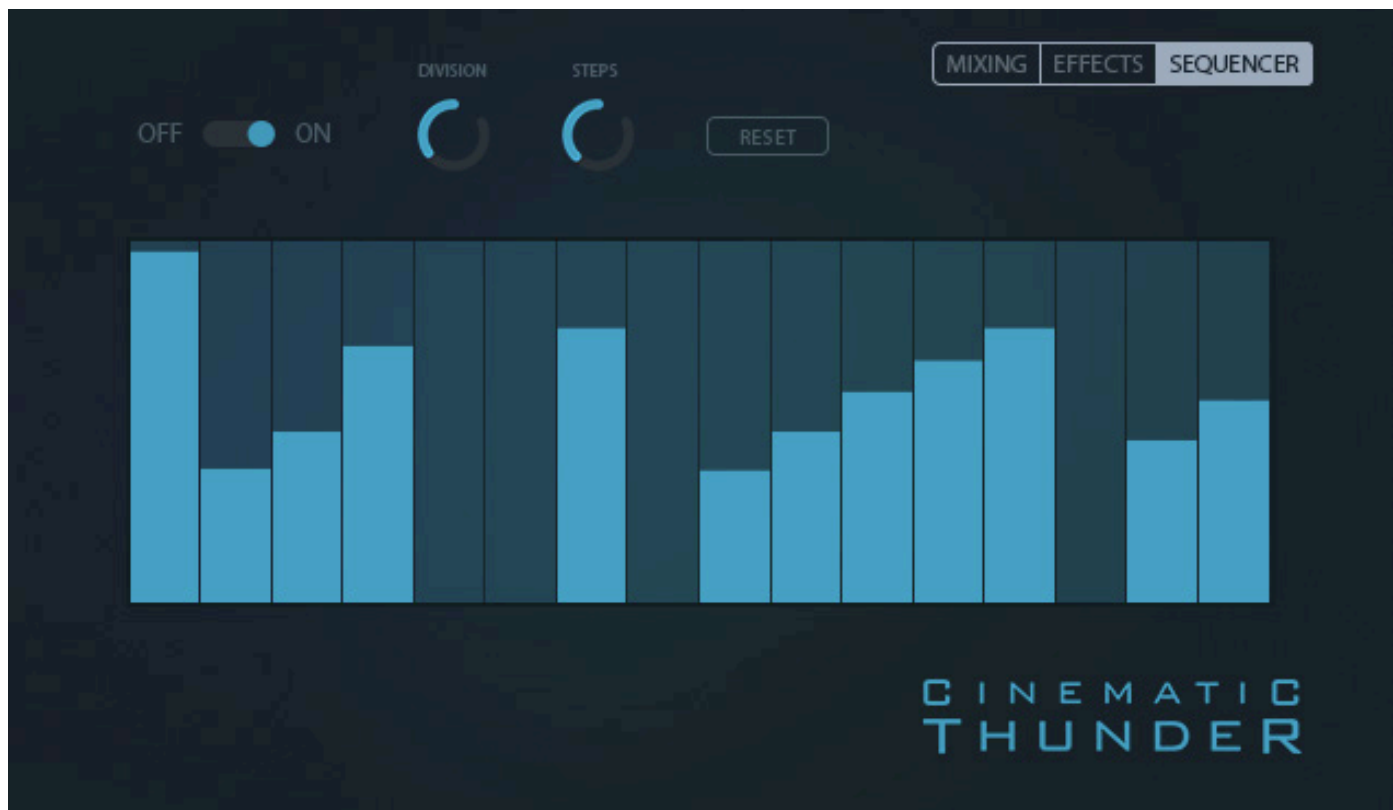 MIXING EFFECTS SEQUENCER
DIVISION STEPS
OFF ON RESET
CINEMATIC
THUNDER